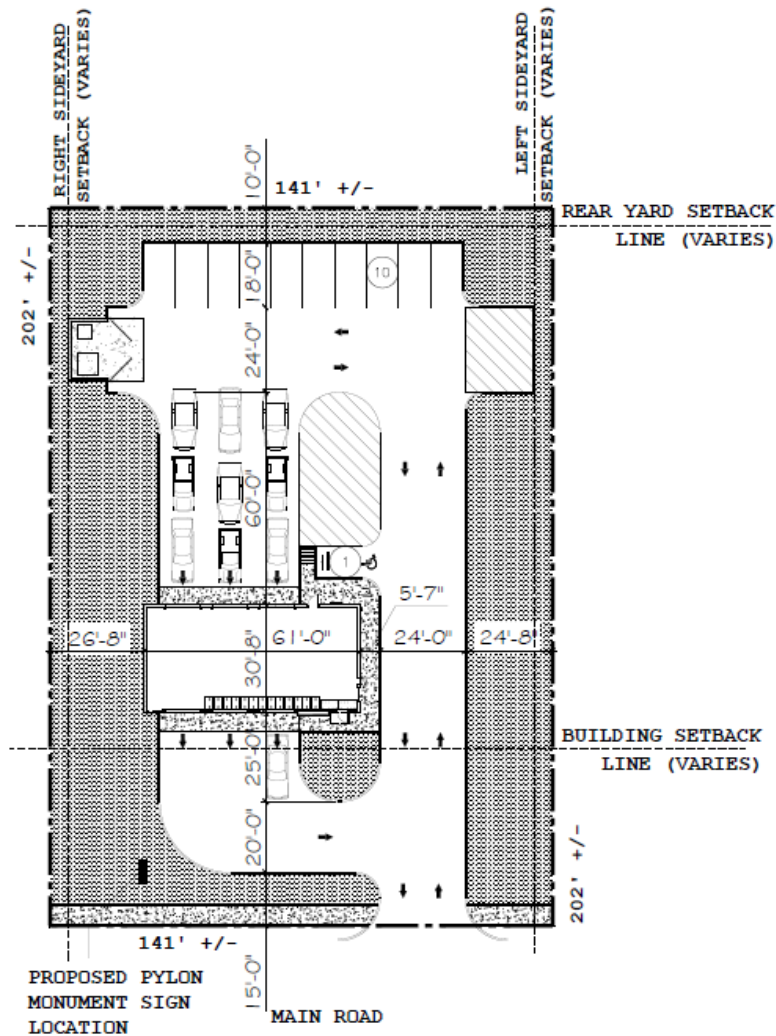 RIGHT SIDEYARD
SETBACK (VARIES)
LEFT SIDEYARD
SETBACK (VARIES)
10'-0"
141' +/-
REAR YARD SETBACK
LINE (VARIES)
202' +/-
18'-0"
10
24'-0"
60'-0"
1
5'-7"
26'-8"
61'-0"
24'-0"
24'-8"
30'-8"
BUILDING SETBACK
LINE (VARIES)
25'-0"
20'-0"
202' +/-
141' +/-
15'-0"
PROPOSED PYLON
MONUMENT SIGN
LOCATION
MAIN ROAD